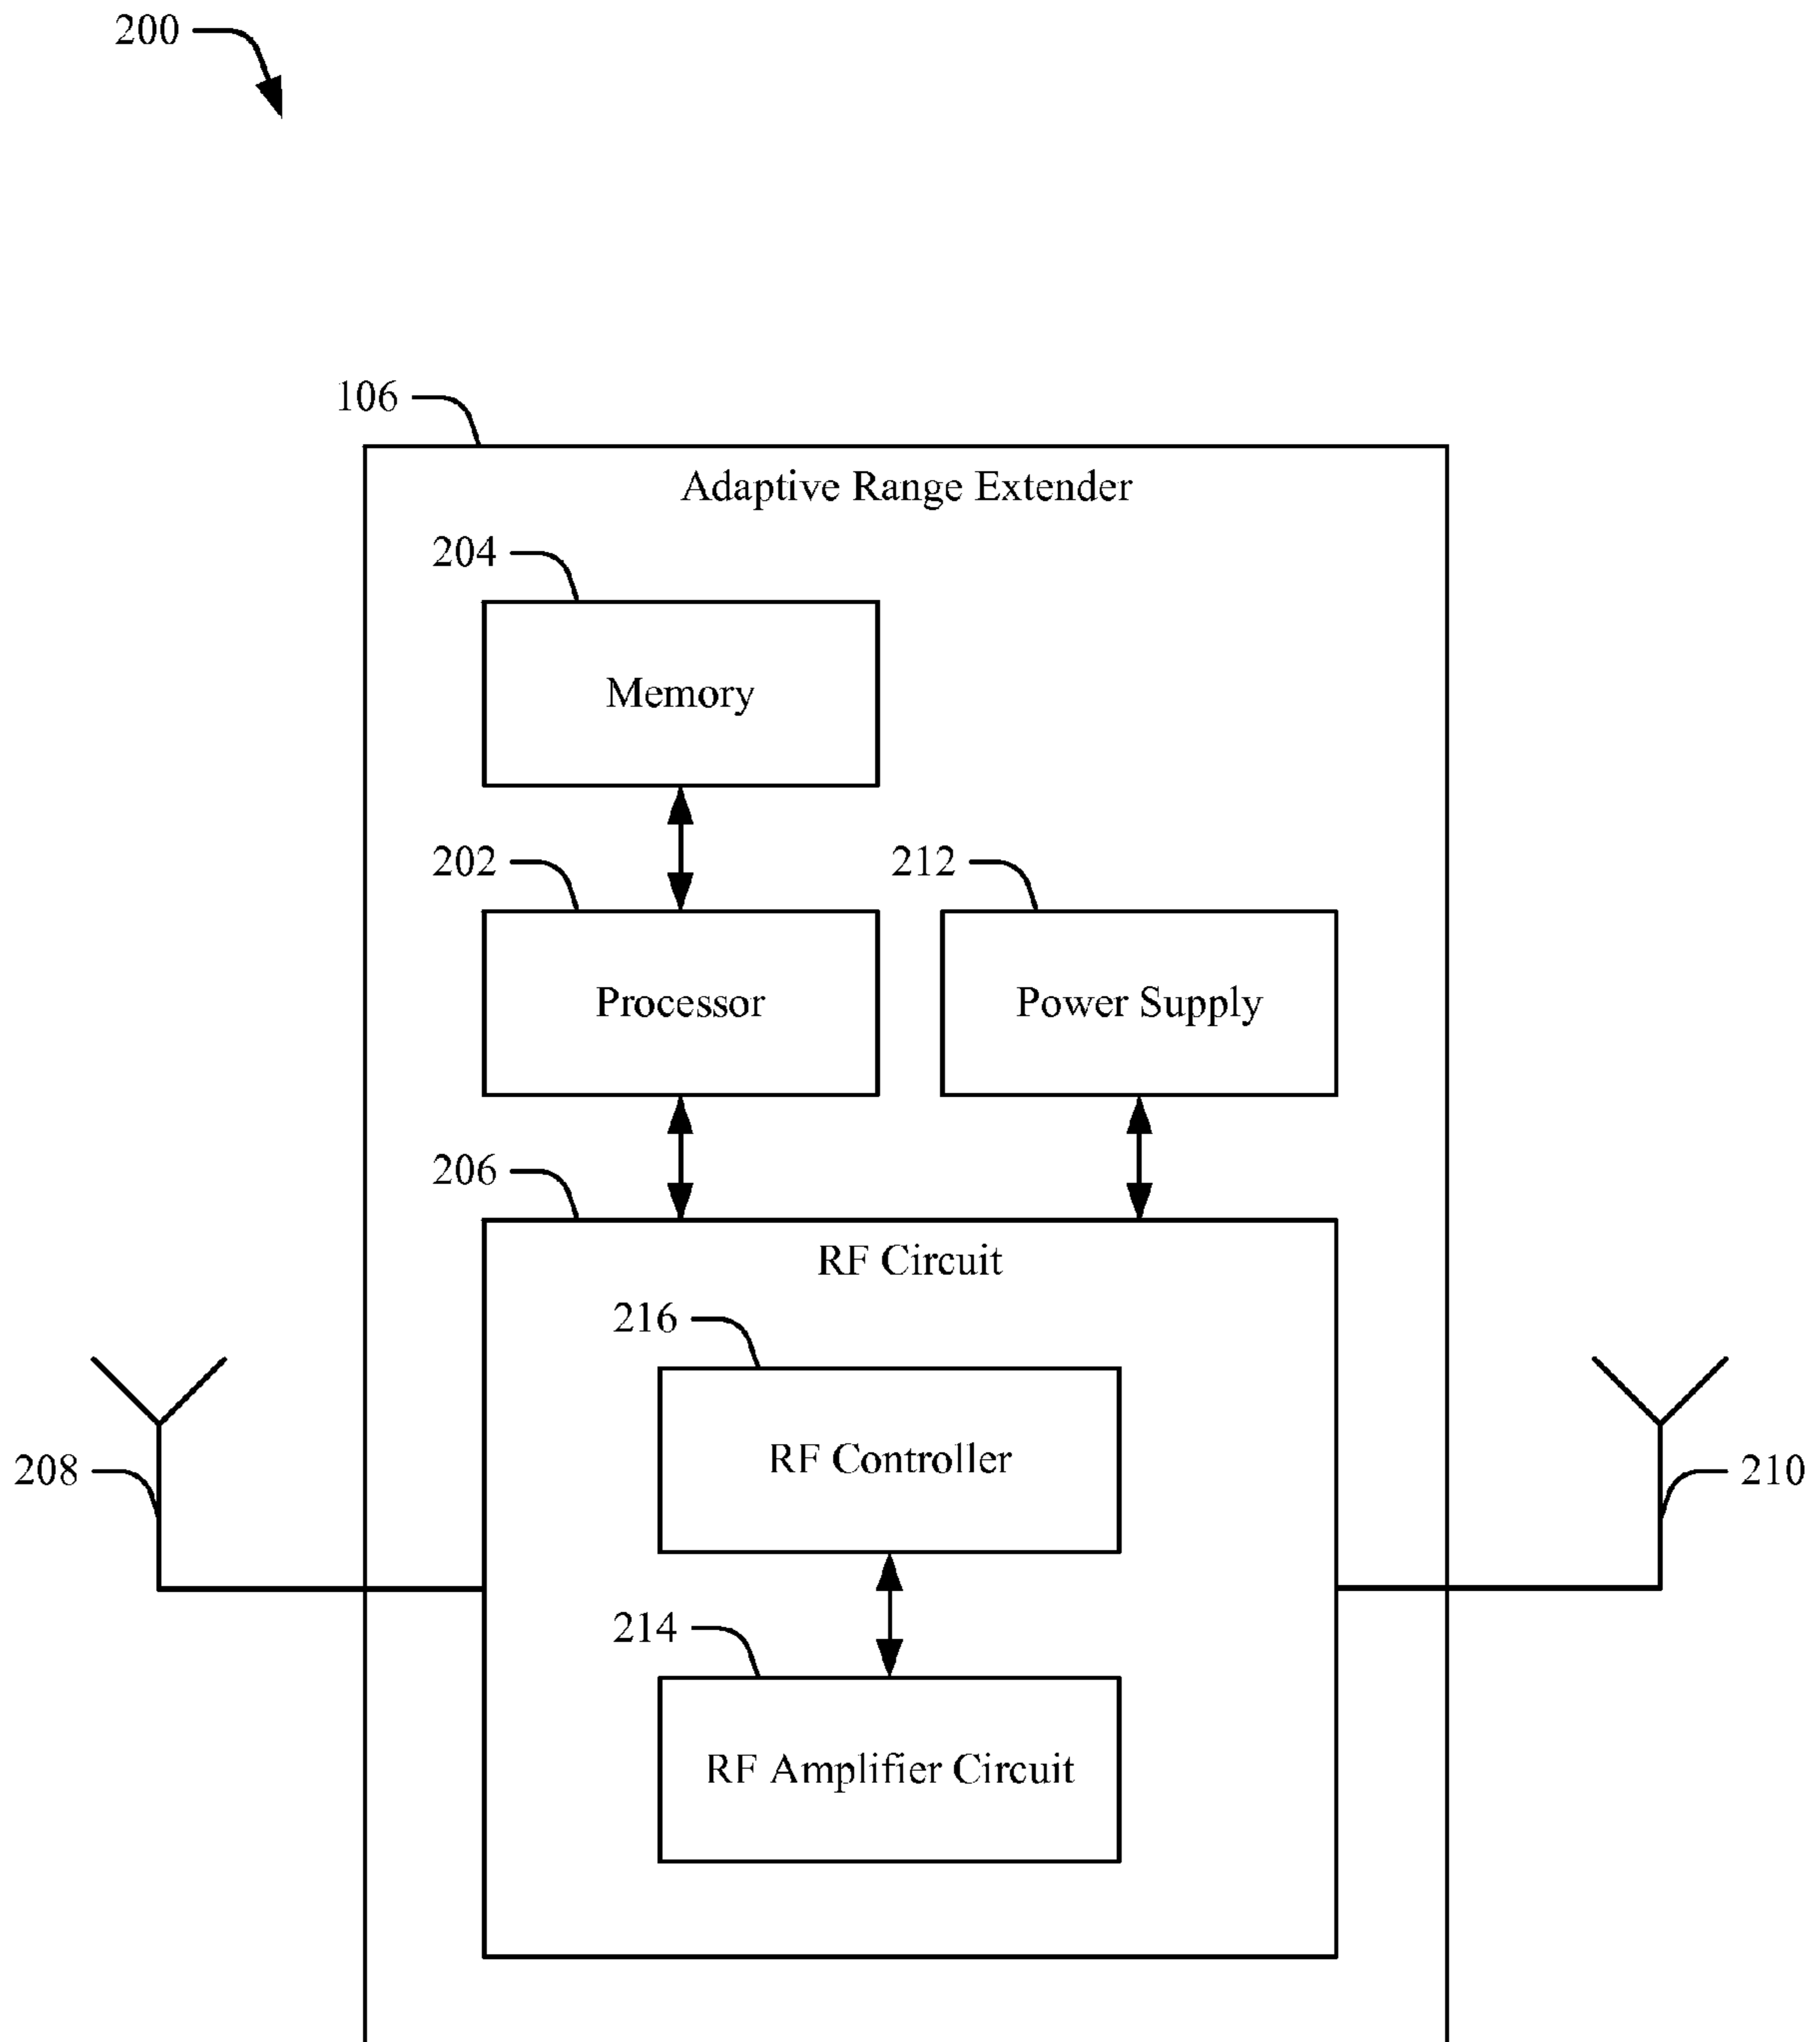 200
106
Adaptive Range Extender
204
Memory
202
212
Processor
Power Supply
206
RF Circuit
216
RF Controller
208
210
214
RF Amplifier Circuit